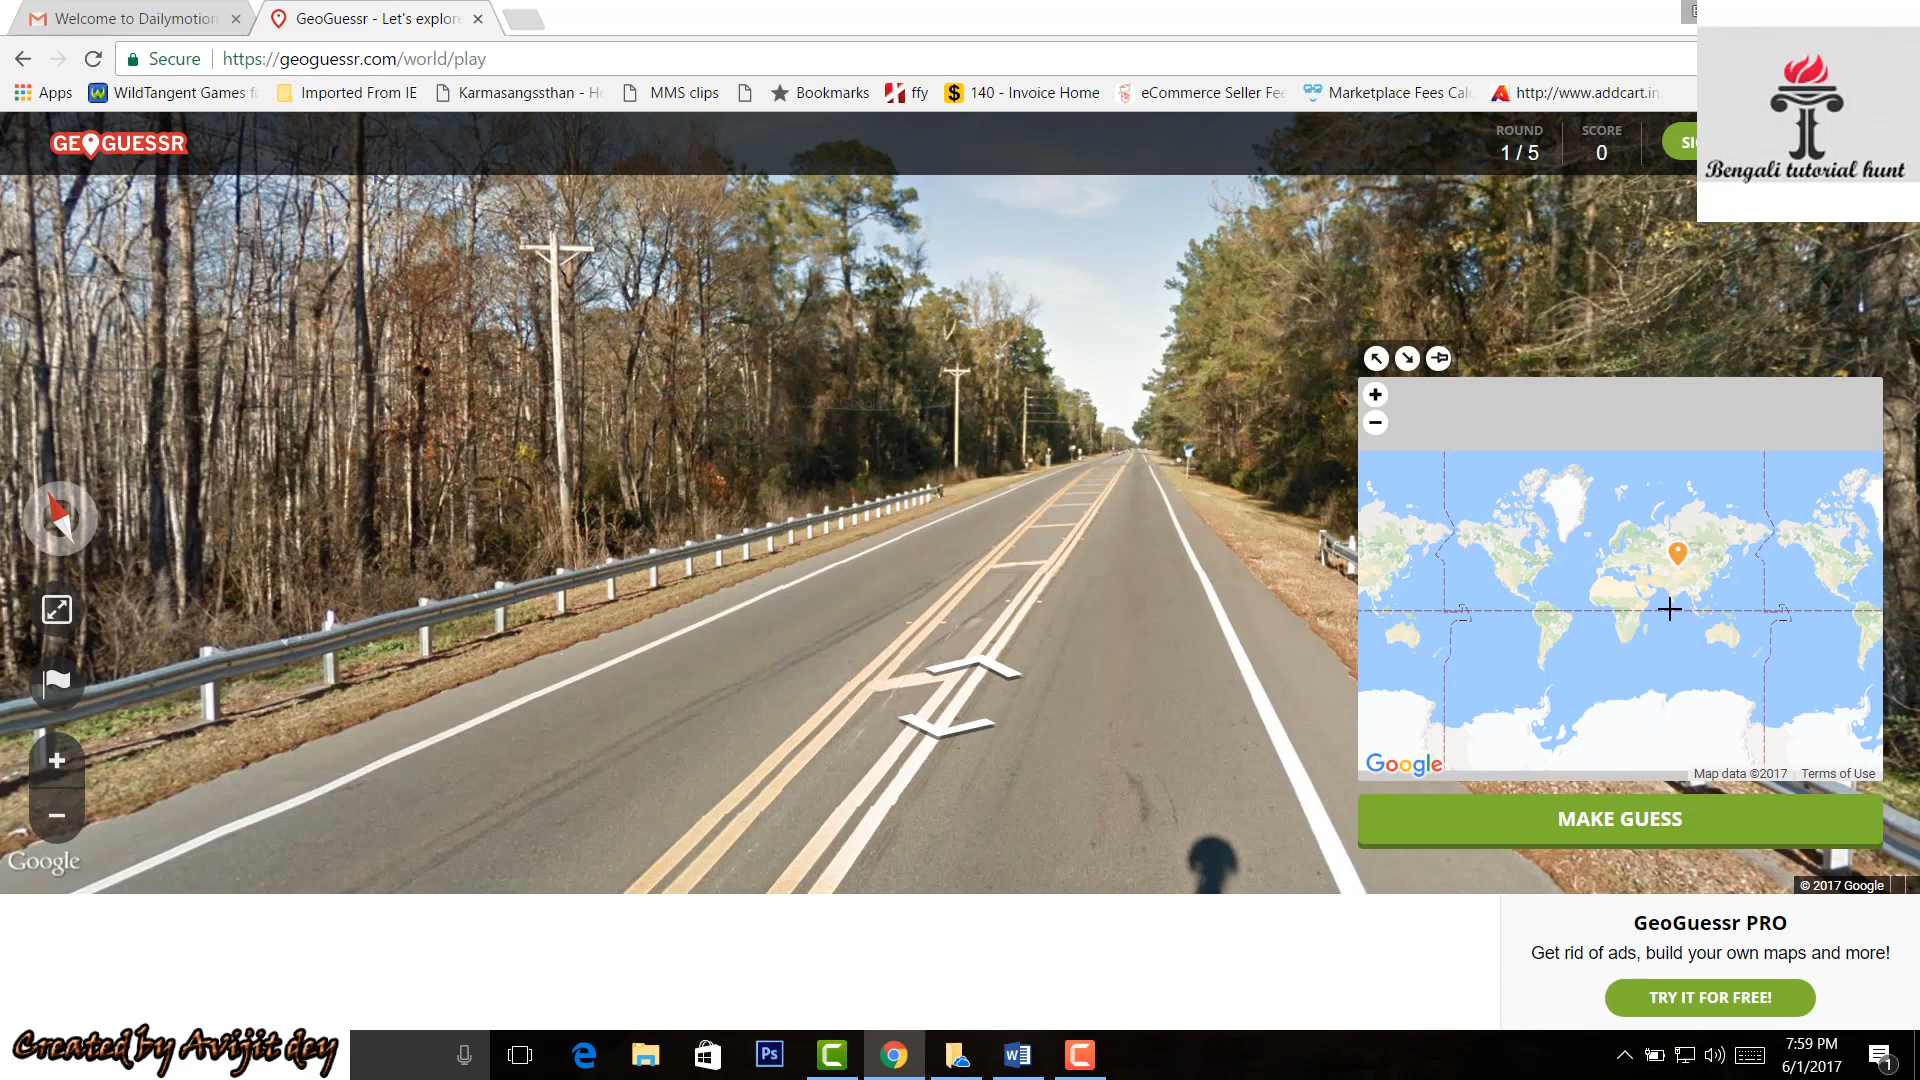 Welcome to Dailymotion
GeoGuessr - Let's explor
Secure
https://geoguessr.com/world/play
Apps
WildTangent Games
Imported From IE
Karmasangssthan - H
MMS clips
Bookmarks
ffy
140 - Invoice Home
eCommerce Seller Fe
Marketplace Fees Cal
http://www.addcart.in
Bengali tutorial hunt
GEOGUESSR
ROUND
1 / 5
SCORE
0
Google
Map data ©2017
Terms of Use
MAKE GUESS
Google
© 2017 Google
GeoGuessr PRO
Get rid of ads, build your own maps and more!
TRY IT FOR FREE!
Created by Avijit dey
Ps
W
7:59 PM
6/1/2017
1